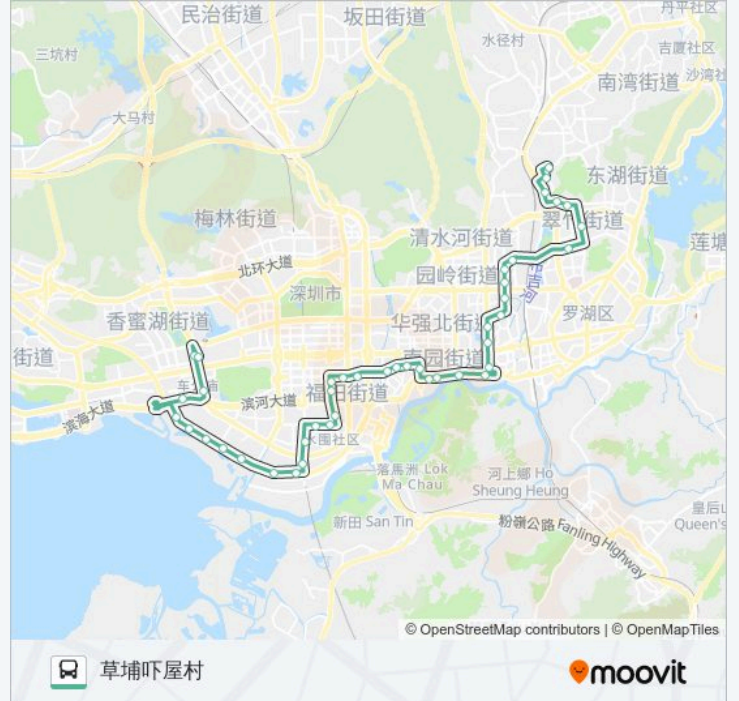 民治街道
坂田街道
丹平社区
三坑村
水径村
吉厦社区
南湾街道
沙湾社
大马村
东湖街道
梅林街道
翠竹街道
清水河街道
莲塘
北环大道
园岭街道
深圳市
罗湖区
香蜜湖街道
华强北街道
街道
南园街道
福田街道
滨河大道
滨海大道
水围社区
落馬洲 Lok
Ma Chau
河上鄉 Ho
Sheung Heung
新田 San Tin
粉嶺公路 Fanling Highway
皇后
Queen's
© OpenStreetMap contributors | © OpenMapTiles
草埔吓屋村
moovit